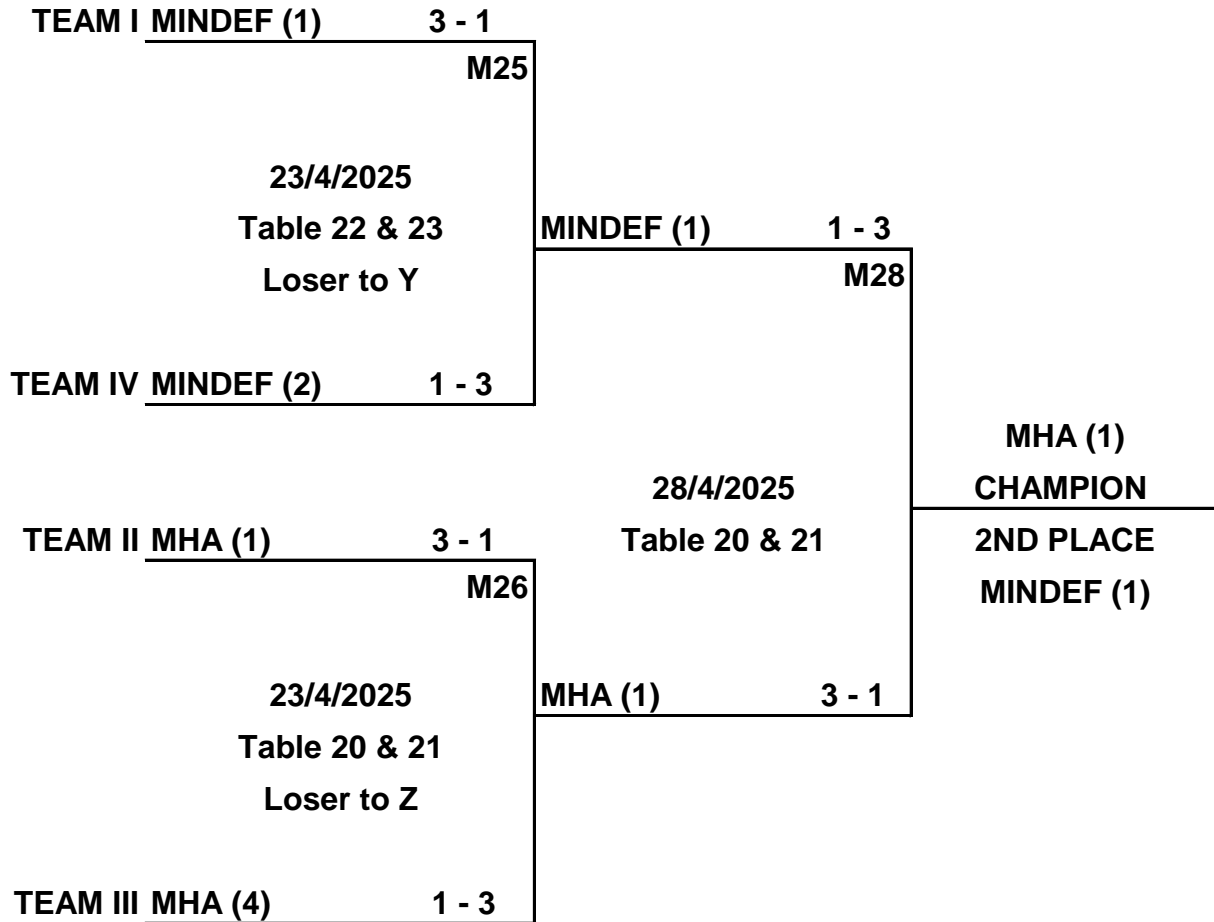 TEAM I MINDEF (1) 3 - 1
M25
23/4/2025
Table 22 & 23
MINDEF (1) 1 - 3
Loser to Y
M28
TEAM IV MINDEF (2) 1 - 3
MHA (1)
28/4/2025
CHAMPION
TEAM II MHA (1) 3 - 1
Table 20 & 21
2ND PLACE
M26
MINDEF (1)
23/4/2025
MHA (1) 3 - 1
Table 20 & 21
Loser to Z
TEAM III MHA (4) 1 - 3